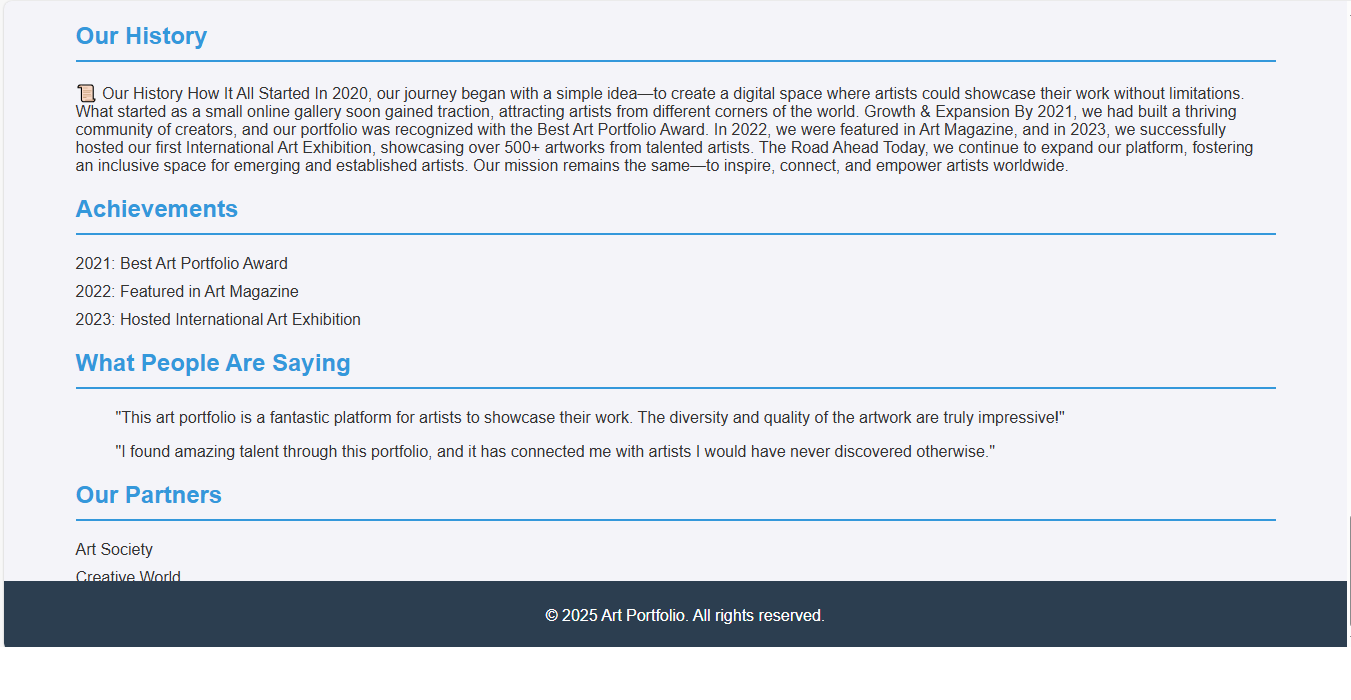 Our History
📜 Our History How It All Started In 2020, our journey began with a simple idea—to create a digital space where artists could showcase their work without limitations.
What started as a small online gallery soon gained traction, attracting artists from different corners of the world. Growth & Expansion By 2021, we had built a thriving
community of creators, and our portfolio was recognized with the Best Art Portfolio Award. In 2022, we were featured in Art Magazine, and in 2023, we successfully
hosted our first International Art Exhibition, showcasing over 500+ artworks from talented artists. The Road Ahead Today, we continue to expand our platform, fostering
an inclusive space for emerging and established artists. Our mission remains the same—to inspire, connect, and empower artists worldwide.
Achievements
2021: Best Art Portfolio Award
2022: Featured in Art Magazine
2023: Hosted International Art Exhibition
What People Are Saying
"This art portfolio is a fantastic platform for artists to showcase their work. The diversity and quality of the artwork are truly impressive!"
"I found amazing talent through this portfolio, and it has connected me with artists I would have never discovered otherwise."
Our Partners
Art Society
Creative World
© 2025 Art Portfolio. All rights reserved.